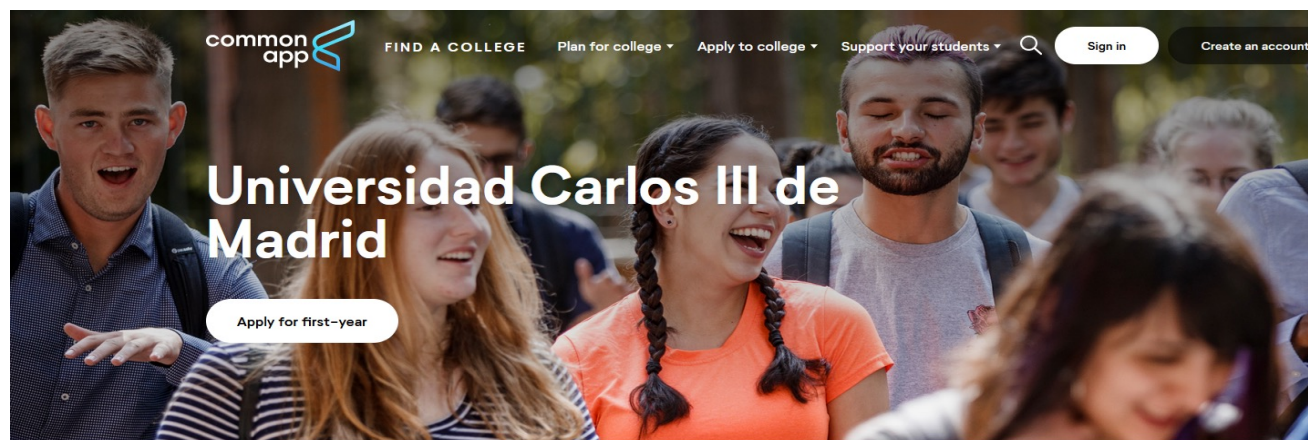 common
app
FIND A COLLEGE
Plan for college
Apply to college
Support your students
Sign in
Create an account
Universidad Carlos III de
Madrid
Apply for first-year